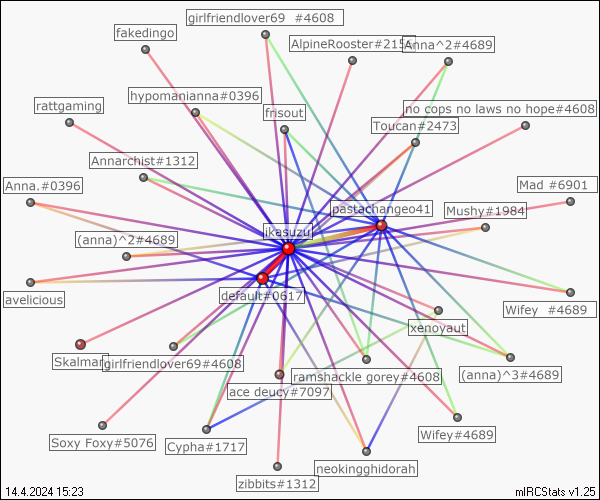 girlfriendlover69 #4608
fakedingo
AlpineRooster#215
Anna^2#4689
hypomanianna#0396
rattgaming
frisout
no cops no laws no hope#4608
Toucan#2473
Annarchist#1312
Anna.#0396
Mad #6901
pastachangeo41
Mushy#1984
ikasuzu
(anna)^2#4689
default#0617
avelicious
Wifey #4689
xenoyaut
Skalman
girlfriendlover69#4608
ramshackle gorey#4608
(anna)^3#4689
ace deucy#7097
Wifey#4689
Soxy Foxy#5076
Cypha#1717
neokingghidorah
zibbits#1312
14.4.2024 15:23
mIRCStats v1.25